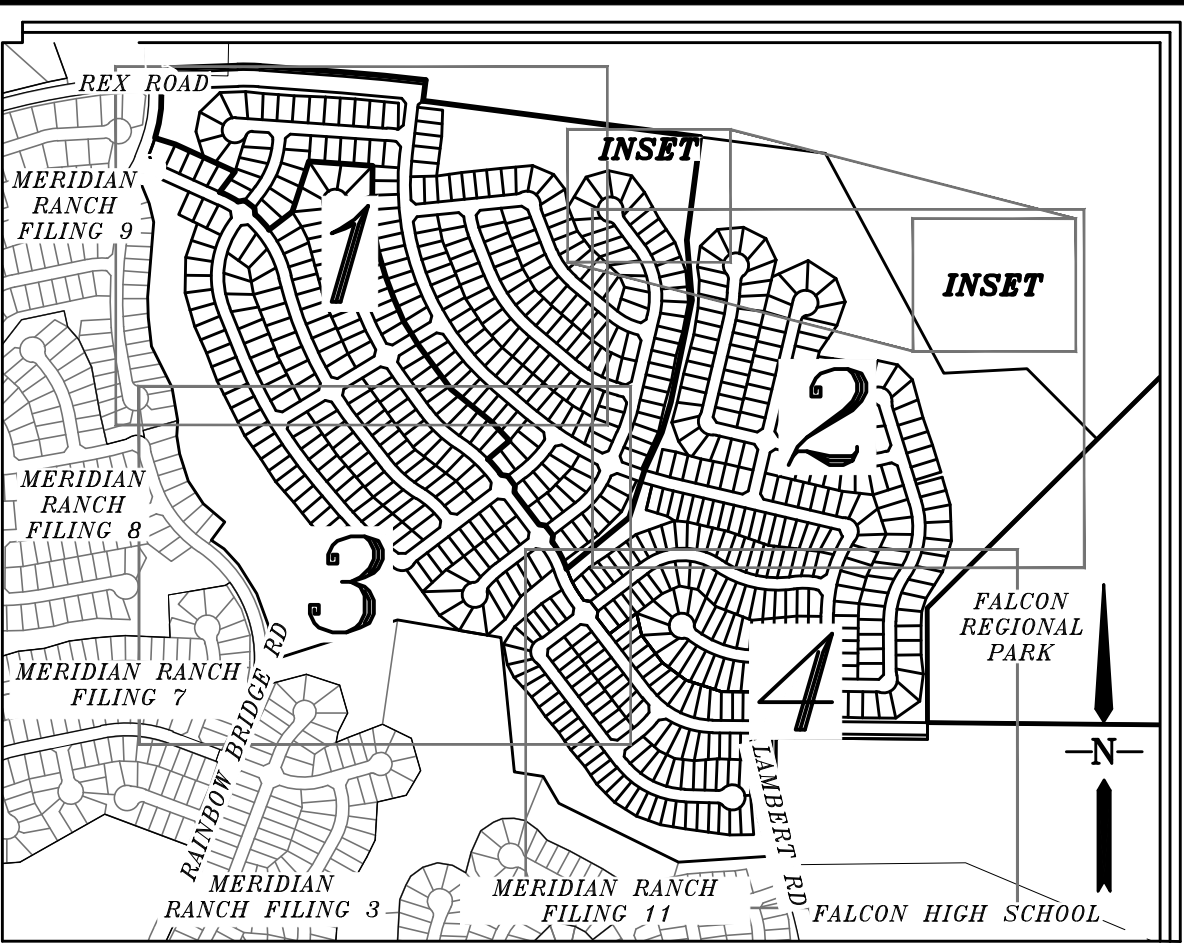 REX ROAD
INSET
MERIDIAN
RANCH
FILING 9
1
INSET
2
MERIDIAN
RANCH
FILING 8
3
FALCON
REGIONAL
PARK
MERIDIAN RANCH
FILING 7
RAINBOW BRIDGE RD
4
N
LAMBERT RD
MERIDIAN
RANCH FILING 3
MERIDIAN RANCH
FILING 11
FALCON HIGH SCHOOL